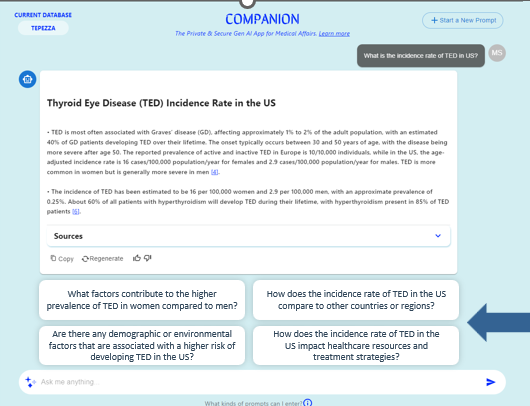 CURRENT DATABASE
TEPEZZA
COMPANION
The Private & Secure Gen AI App for Medical Affairs. Learn more
+ Start a New Prompt
What is the incidence rate of TED in US?
MS
Thyroid Eye Disease (TED) Incidence Rate in the US
• TED is most often associated with Graves' disease (GD), affecting approximately 1% to 2% of the adult population, with an estimated
40% of GD patients developing TED over their lifetime. The onset typically occurs between 30 and 50 years of age, with the disease being
more severe after age 50. The reported prevalence of active and inactive TED in Europe is 10/10,000 individuals, while in the US, the age-
adjusted incidence rate is 16 cases/100,000 population/year for females and 2.9 cases/100,000 population/year for males. TED is more
common in women but is generally more severe in men [4].
• The incidence of TED has been estimated to be 16 per 100,000 women and 2.9 per 100,000 men, with an approximate prevalence of
0.25%. About 60% of all patients with hyperthyroidism will develop TED during their lifetime, with hyperthyroidism present in 85% of TED
patients [6].
Sources
Copy Regenerate
What factors contribute to the higher
prevalence of TED in women compared to men?
How does the incidence rate of TED in the US
compare to other countries or regions?
Are there any demographic or environmental
factors that are associated with a higher risk of
developing TED in the US?
How does the incidence rate of TED in the
US impact healthcare resources and
treatment strategies?
Ask me anything...
What kinds of prompts can I enter?